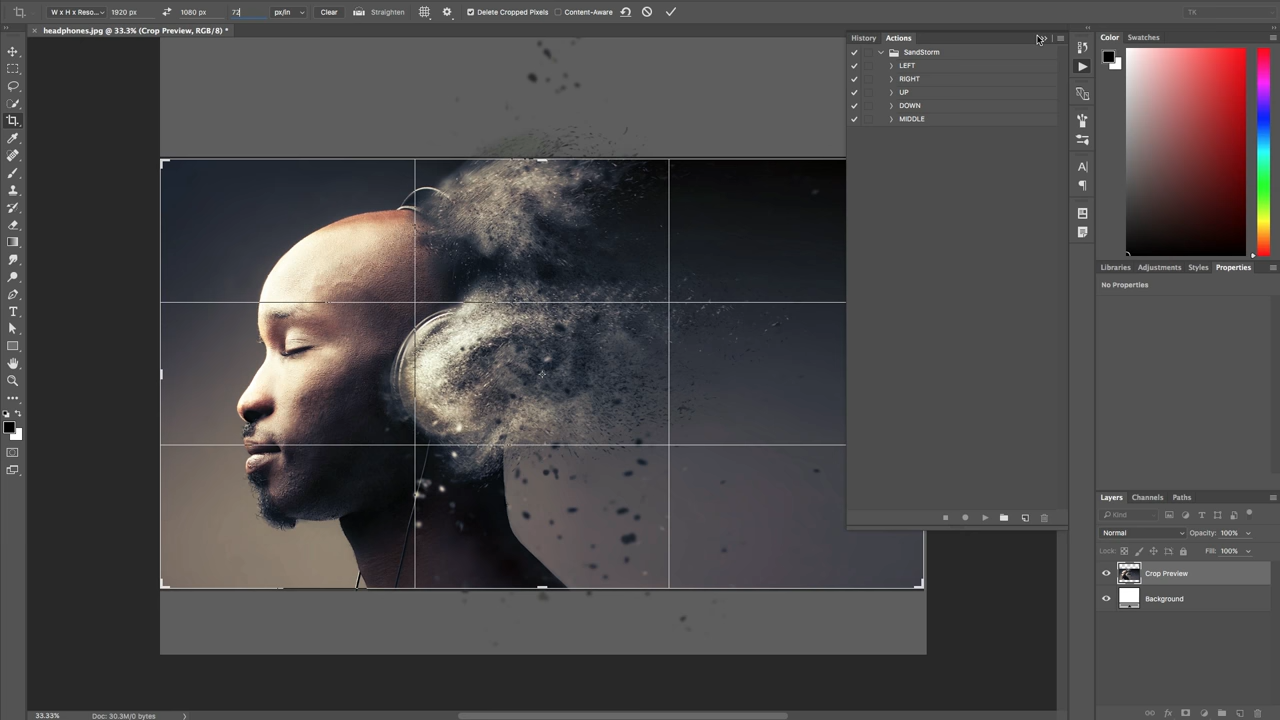 W x H x Reso... 1920 px 1080 px 72 px/in Clear Straighten Delete Cropped Pixels Content-Aware TK
× headphones.jpg @ 33.3% (Crop Preview, RGB/8) *
History Actions
SandStorm
LEFT
RIGHT
UP
DOWN
MIDDLE
Color Swatches
Libraries Adjustments Styles Properties
No Properties
Layers Channels Paths
Kind
Normal Opacity: 100%
Lock: Fill: 100%
Crop Preview
Background
33.33% Doc: 30.3M/0 bytes